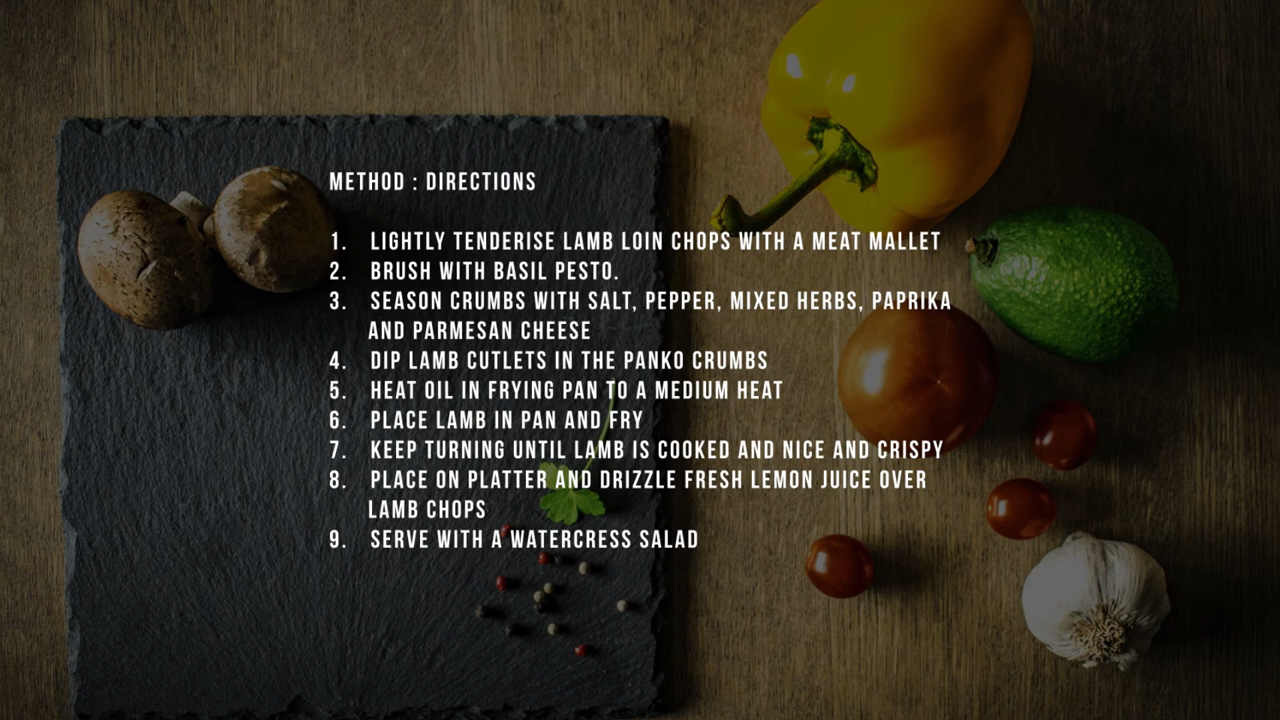 METHOD : DIRECTIONS
1. LIGHTLY TENDERISE LAMB LOIN CHOPS WITH A MEAT MALLET
2. BRUSH WITH BASIL PESTO.
3. SEASON CRUMBS WITH SALT, PEPPER, MIXED HERBS, PAPRIKA
AND PARMESAN CHEESE
4. DIP LAMB CUTLETS IN THE PANKO CRUMBS
5. HEAT OIL IN FRYING PAN TO A MEDIUM HEAT
6. PLACE LAMB IN PAN AND FRY
7. KEEP TURNING UNTIL LAMB IS COOKED AND NICE AND CRISPY
8. PLACE ON PLATTER AND DRIZZLE FRESH LEMON JUICE OVER
LAMB CHOPS
9. SERVE WITH A WATERCRESS SALAD